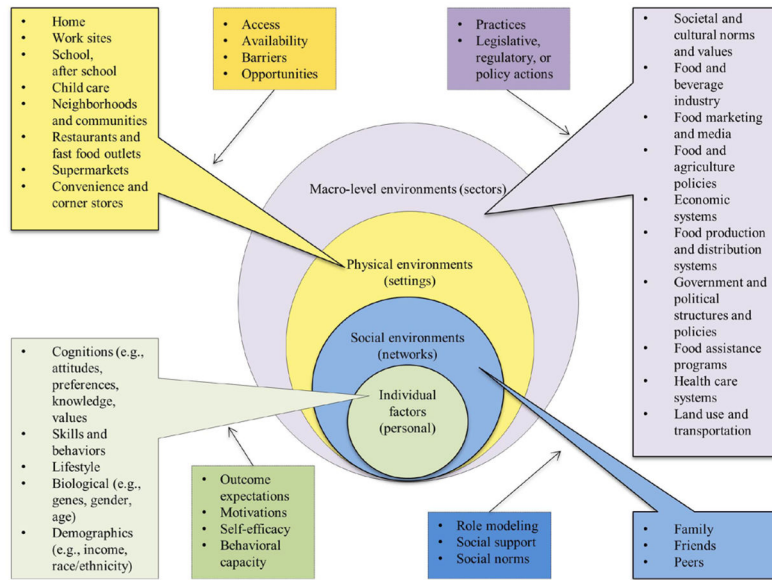 • Home
• Work sites
• School,
after school
• Child care
• Neighborhoods
and communities
• Restaurants and
fast food outlets
• Supermarkets
• Convenience and
corner stores
• Access
• Availability
• Barriers
• Opportunities
• Practices
• Legislative,
regulatory, or
policy actions
• Societal and
cultural norms
and values
• Food and
beverage
industry
• Food marketing
and media
• Food and
agriculture
policies
• Economic
systems
• Food production
and distribution
systems
• Government and
political
structures and
policies
• Food assistance
programs
• Health care
systems
• Land use and
transportation
Macro-level environments (sectors)
Physical environments
(settings)
Social environments
(networks)
Individual
factors
(personal)
• Cognitions (e.g.,
attitudes,
preferences,
knowledge,
values
• Skills and
behaviors
• Lifestyle
• Biological (e.g.,
genes, gender,
age)
• Demographics
(e.g., income,
race/ethnicity)
• Outcome
expectations
• Motivations
• Self-efficacy
• Behavioral
capacity
• Role modeling
• Social support
• Social norms
• Family
• Friends
• Peers